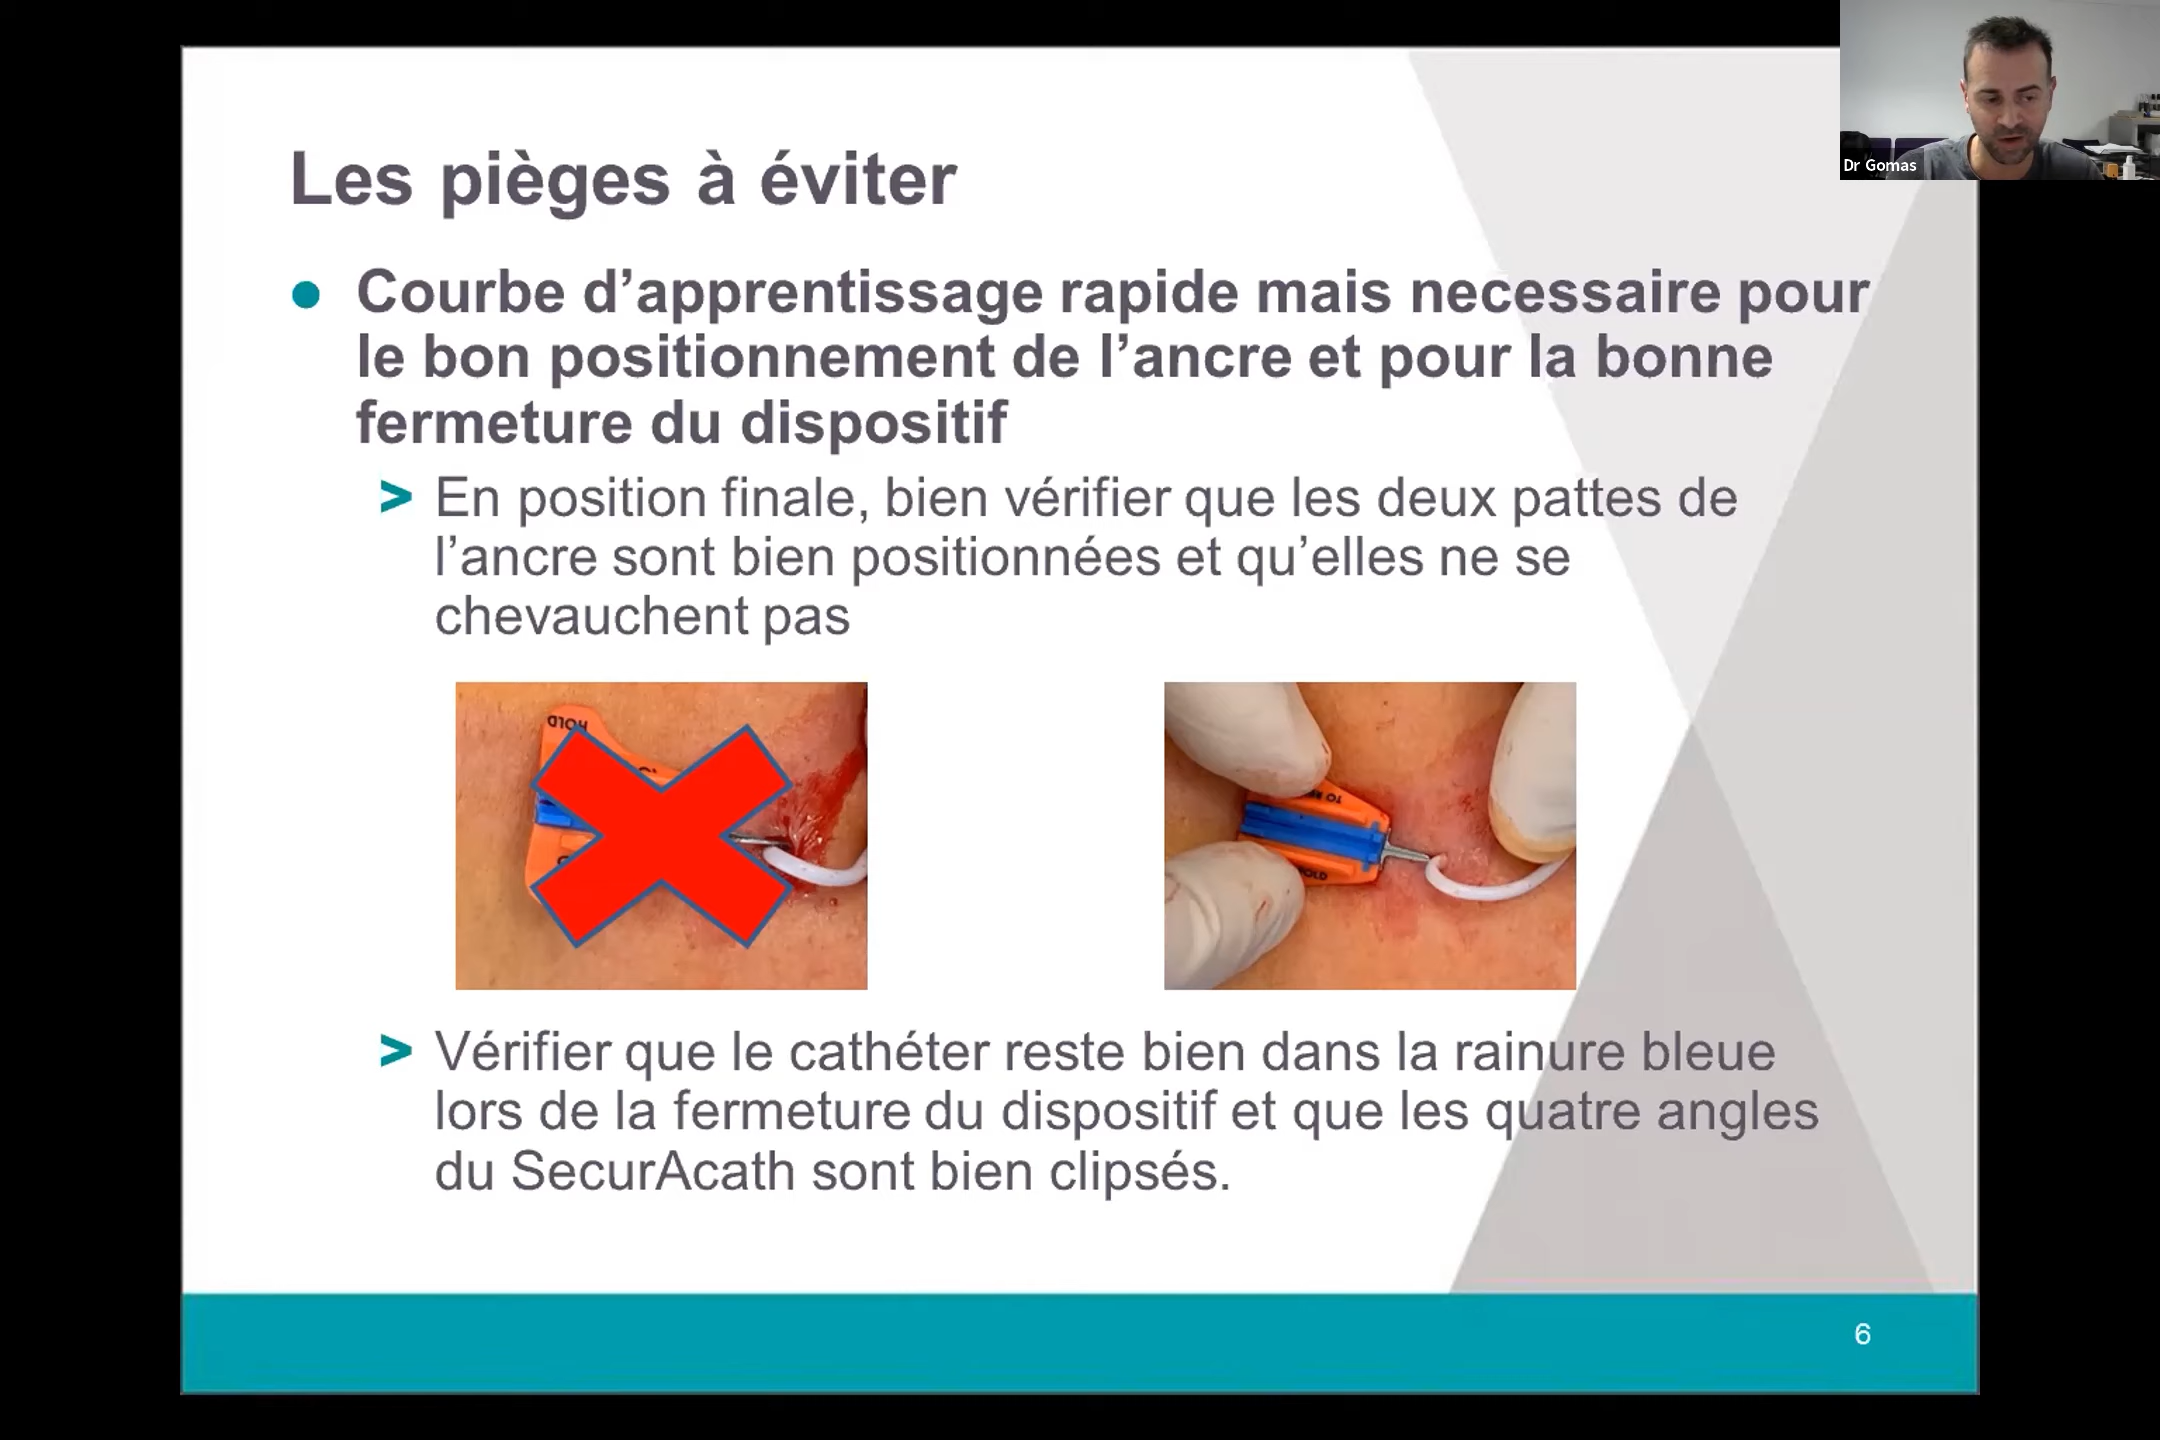 Dr Gomas
Les pièges à éviter
Courbe d’apprentissage rapide mais necessaire pour
le bon positionnement de l’ancre et pour la bonne
fermeture du dispositif
> En position finale, bien vérifier que les deux pattes de
l’ancre sont bien positionnées et qu’elles ne se
chevauchent pas
HOLD
HOLD
> Vérifier que le cathéter reste bien dans la rainure bleue
lors de la fermeture du dispositif et que les quatre angles
du SecurAcath sont bien clipsés.
6